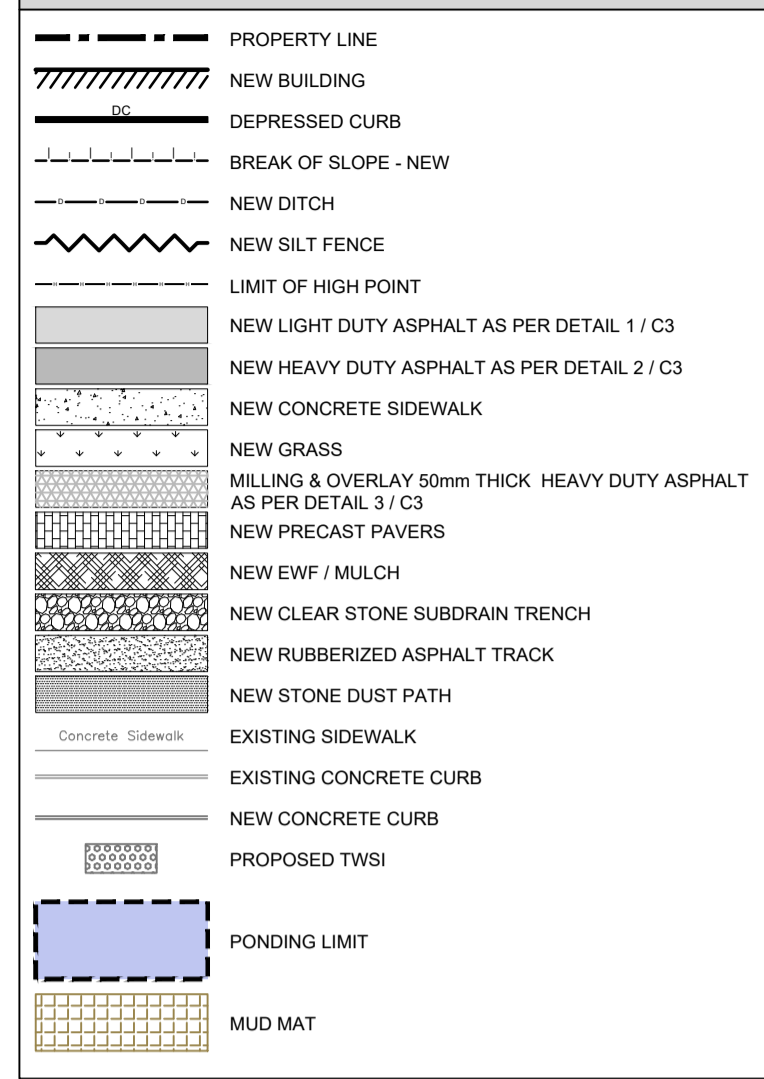 PROPERTY LINE
NEW BUILDING
DC
DEPRESSED CURB
BREAK OF SLOPE - NEW
D D D D NEW DITCH
NEW SILT FENCE
H H H H LIMIT OF HIGH POINT
NEW LIGHT DUTY ASPHALT AS PER DETAIL 1 / C3
NEW HEAVY DUTY ASPHALT AS PER DETAIL 2 / C3
NEW CONCRETE SIDEWALK
NEW GRASS
MILLING & OVERLAY 50mm THICK HEAVY DUTY ASPHALT
AS PER DETAIL 3 / C3
NEW PRECAST PAVERS
NEW EWF / MULCH
NEW CLEAR STONE SUBDRAIN TRENCH
NEW RUBBERIZED ASPHALT TRACK
NEW STONE DUST PATH
Concrete Sidewalk EXISTING SIDEWALK
EXISTING CONCRETE CURB
NEW CONCRETE CURB
PROPOSED TWSI
PONDING LIMIT
MUD MAT